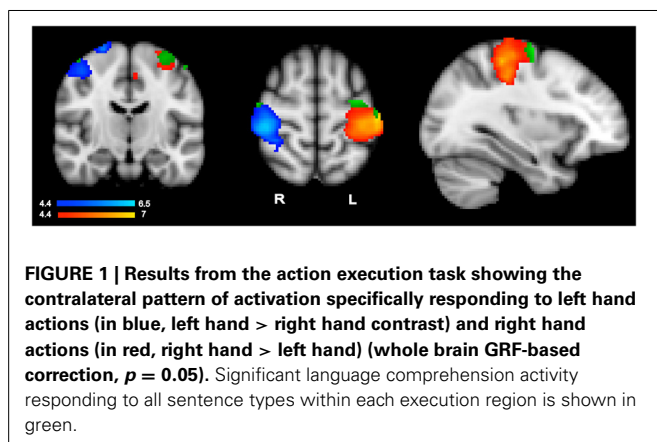 R L
4.4 6.5
4.4 7
FIGURE 1 | Results from the action execution task showing the
contralateral pattern of activation specifically responding to left hand
actions (in blue, left hand > right hand contrast) and right hand
actions (in red, right hand > left hand) (whole brain GRF-based
correction, p = 0.05). Significant language comprehension activity
responding to all sentence types within each execution region is shown in
green.